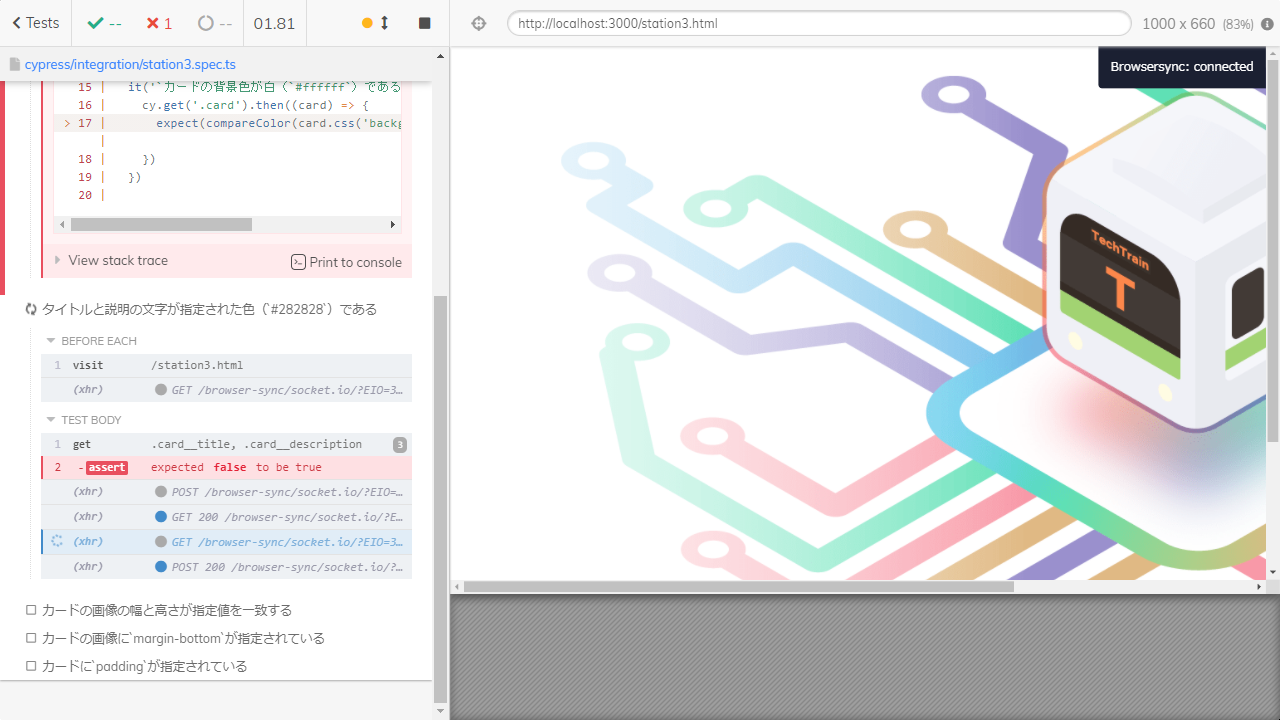 Tests
--
1
--
01.81
http://localhost:3000/station3.html
1000 x 660 (83%)
cypress/integration/station3.spec.ts
Browsersync: connected
15 | it('`カードの背景色が白（`#ffffff`）である
16 | cy.get('.card').then((card) => {
> 17 | expect(compareColor(card.css('backg
|
18 | })
19 | })
20 |
View stack trace
Print to console
タイトルと説明の文字が指定された色（`#282828`）である
BEFORE EACH
1 visit /station3.html
(xhr) GET /browser-sync/socket.io/?EIO=3…
TEST BODY
1 get .card__title, .card__description 3
2 -assert expected false to be true
(xhr) POST /browser-sync/socket.io/?EIO=…
(xhr) GET 200 /browser-sync/socket.io/?E…
(xhr) GET /browser-sync/socket.io/?EIO=3…
(xhr) POST 200 /browser-sync/socket.io/?…
カードの画像の幅と高さが指定値を一致する
カードの画像に`margin-bottom`が指定されている
カードに`padding`が指定されている
TechTrain
T